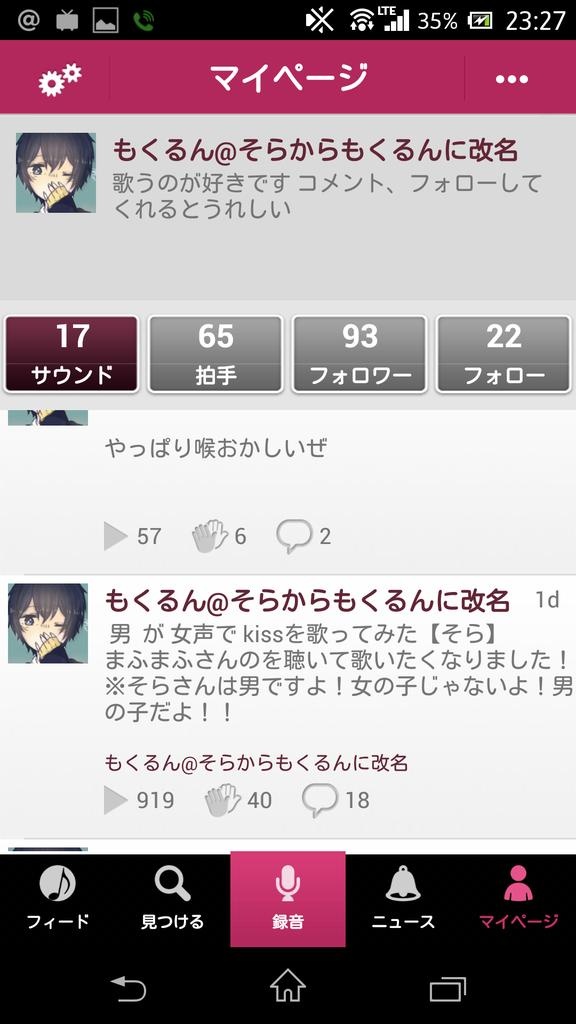 LTE 35% 23:27
マイページ
もくるん@そらからもくるんに改名
歌うのが好きです コメント、フォローして
くれるとうれしい
17 65 93 22
サウンド 拍手 フォロワー フォロー
やっぱり喉おかしいぜ
57 6 2
もくるん@そらからもくるんに改名 1d
男 が 女声で kissを歌ってみた【そら】
まふまふさんのを聴いて歌いたくなりました！
※そらさんは男ですよ！女の子じゃないよ！男
の子だよ！！
もくるん@そらからもくるんに改名
919 40 18
フィード 見つける 録音 ニュース マイページ